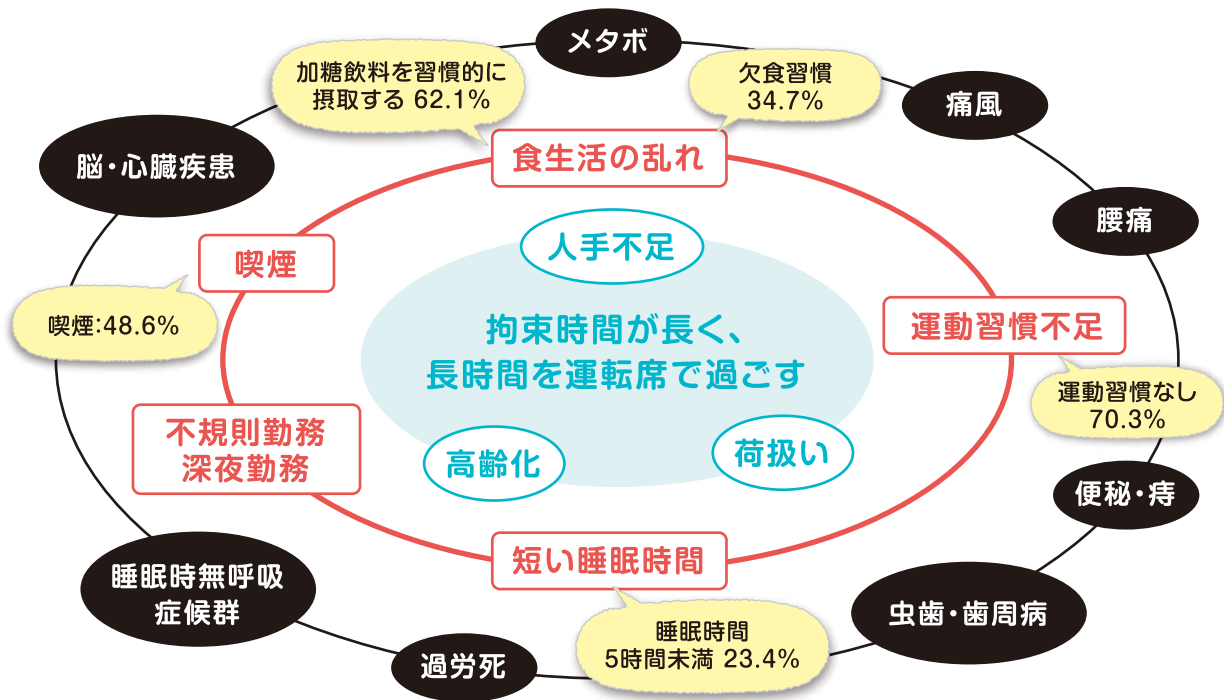 メタボ
加糖飲料を習慣的に
摂取する 62.1%
欠食習慣
34.7%
痛風
脳・心臓疾患
食生活の乱れ
腰痛
喫煙
人手不足
喫煙:48.6%
拘束時間が長く、
長時間を運転席で過ごす
運動習慣不足
運動習慣なし
70.3%
不規則勤務
深夜勤務
高齢化
荷扱い
便秘・痔
短い睡眠時間
睡眠時無呼吸
症候群
虫歯・歯周病
睡眠時間
5時間未満 23.4%
過労死